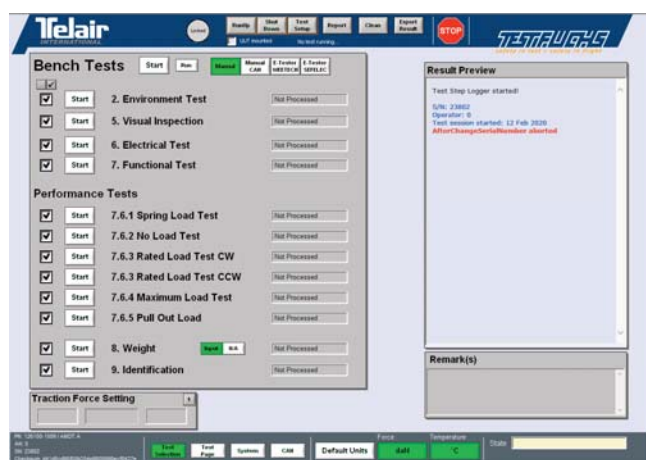 Telair
INTERNATIONAL
Locked
RunUp
Shut Down
Test Setup
Report
Clean
Export Result
STOP
TESTFUCHS
UUT mounted
No test running...
Bench Tests
Start
Run
Manual
Manual CAN
E-Tester
E-Tester
Result Preview
Start 2. Environment Test Not Processed
Start 5. Visual Inspection Not Processed
Start 6. Electrical Test Not Processed
Start 7. Functional Test Not Processed
Performance Tests
Start 7.6.1 Spring Load Test Not Processed
Start 7.6.2 No Load Test Not Processed
Start 7.6.3 Rated Load Test CW Not Processed
Start 7.6.3 Rated Load Test CCW Not Processed
Start 7.6.4 Maximum Load Test Not Processed
Start 7.6.5 Pull Out Load Not Processed
Start 8. Weight N/A Not Processed
Start 9. Identification Not Processed
Test Step Logger started!
S/N: 23802
Operator: 0
Test session started: 12 Feb 2020
AfterChangeSerialNumber aborted
Remark(s)
Traction Force Setting
Test Selection
Test Page
System
CAN
Default Units
Force
daN
Temperature
°C
State